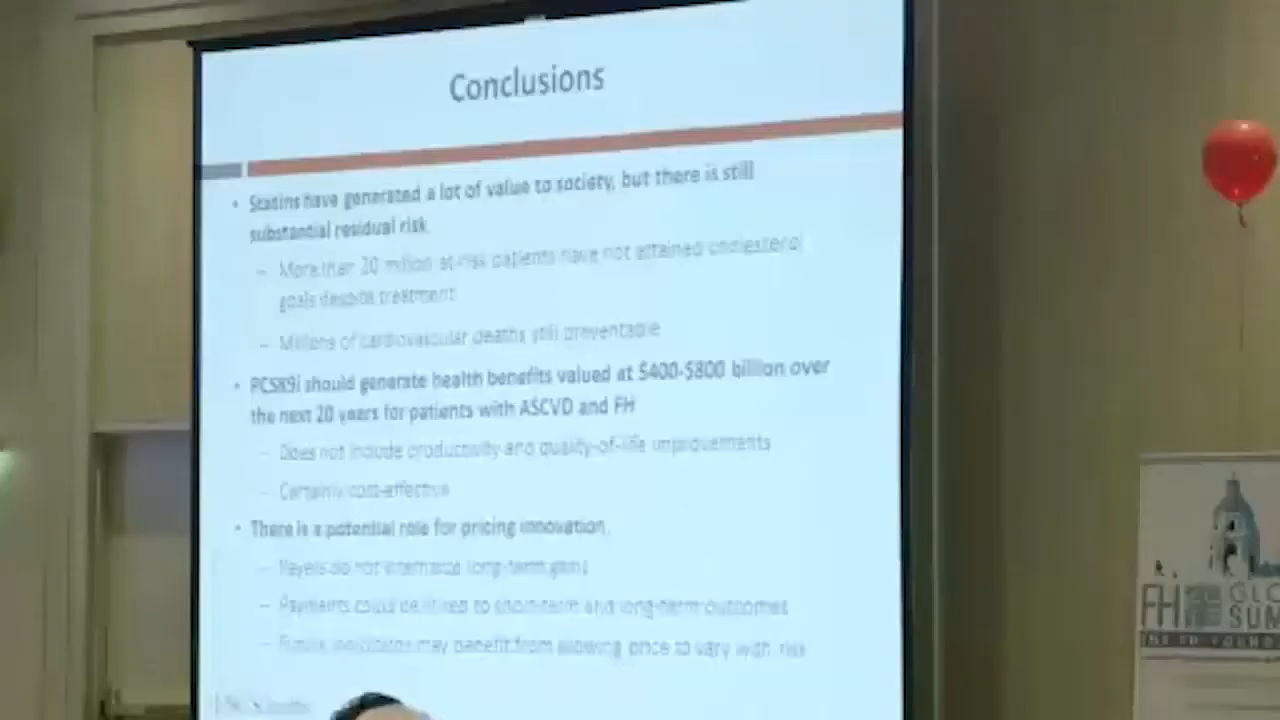 Conclusions
• Statins have generated a lot of value to society, but there is still
substantial residual risk
– More than 20 million at-risk patients have not attained cholesterol
goals despite treatment
– Millions of cardiovascular deaths still preventable
• PCSK9i should generate health benefits valued at $400-$800 billion over
the next 20 years for patients with ASCVD and FH
– Does not include productivity and quality-of-life improvements
– Certainly cost-effective
• There is a potential role for pricing innovation.
– Payers do not internalize long-term gains
– Payments could be linked to short-term and long-term outcomes
– Future indications may benefit from allowing price to vary with risk
FH GLO
SUM